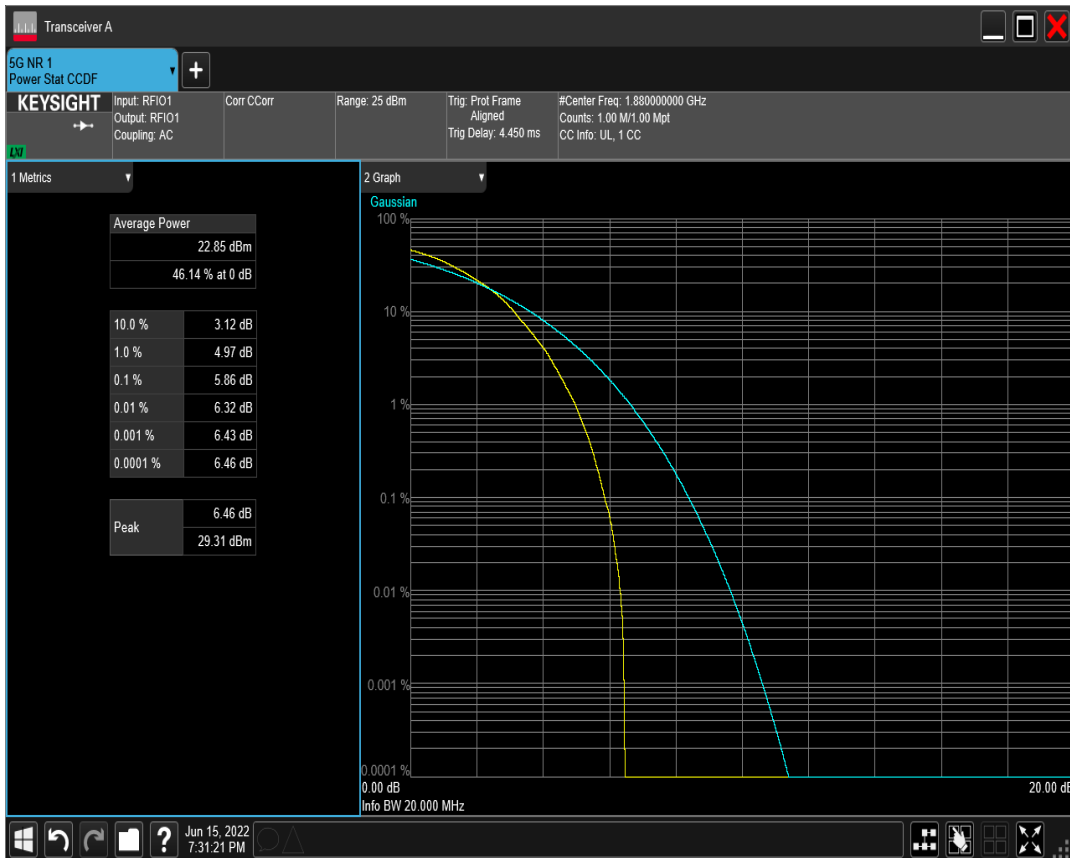 Transceiver A
5G NR 1
Power Stat CCDF
+
KEYSIGHT
LXI
Input: RFIO1
Output: RFIO1
Coupling: AC
Corr CCorr
Range: 25 dBm
Trig: Prot Frame
Aligned
Trig Delay: 4.450 ms
#Center Freq: 1.880000000 GHz
Counts: 1.00 M/1.00 Mpt
CC Info: UL, 1 CC
1 Metrics
Average Power
22.85 dBm
46.14 % at 0 dB
10.0 % 3.12 dB
1.0 % 4.97 dB
0.1 % 5.86 dB
0.01 % 6.32 dB
0.001 % 6.43 dB
0.0001 % 6.46 dB
Peak 6.46 dB
29.31 dBm
2 Graph
Gaussian
100 %
10 %
1 %
0.1 %
0.01 %
0.001 %
0.0001 %
0.00 dB 20.00 dB
Info BW 20.000 MHz
?
Jun 15, 2022
7:31:21 PM